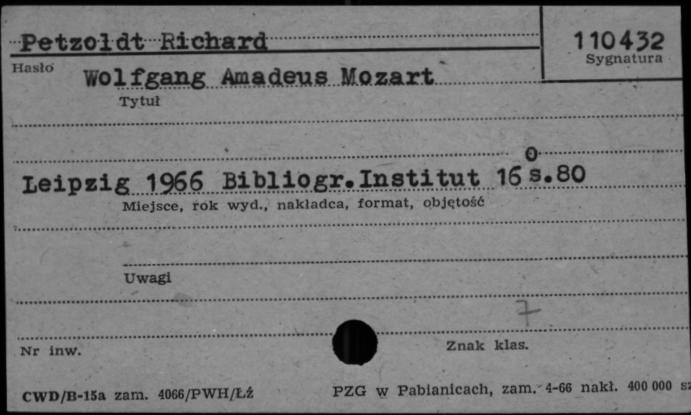 Petzoldt Richard
110432
Hasło
Sygnatura
Wolfgang Amadeus Mozart
Tytuł
Leipzig 1966 Bibliogr.Institut 16° s.80
Miejsce, rok wyd., nakładca, format, objętość
Uwagi
7
Nr inw.
Znak klas.
CWD/B-15a zam. 4066/PWH/Łź
PZG w Pabianicach, zam. 4-66 nakł. 400 000 sz